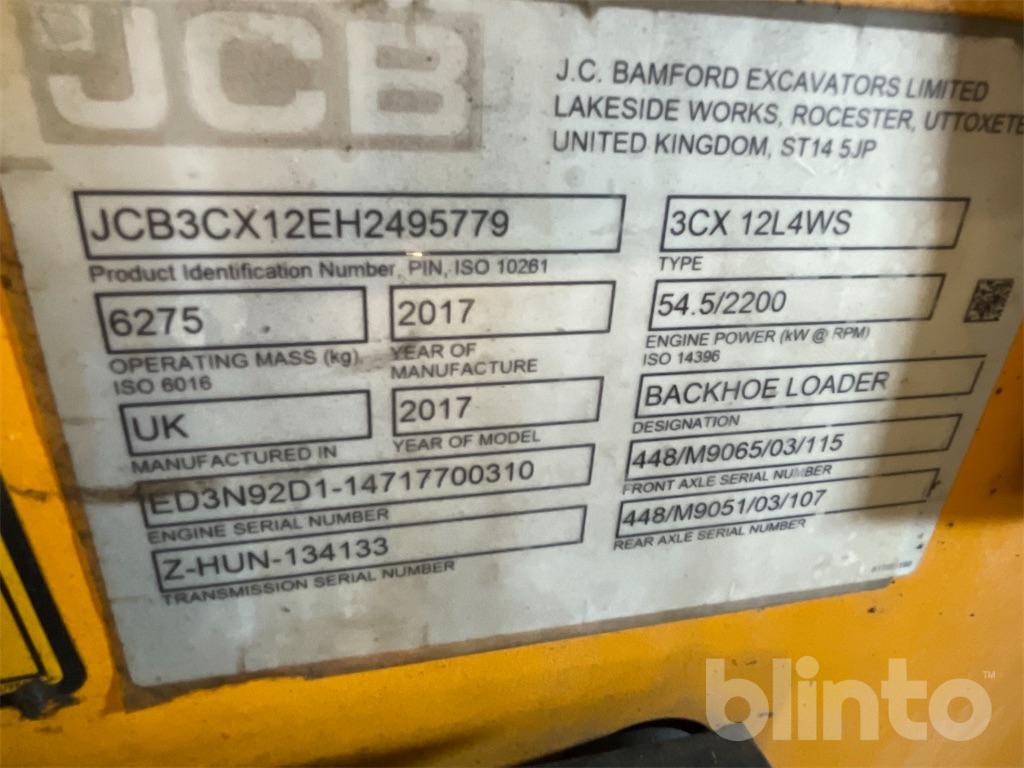 JCB
J.C. BAMFORD EXCAVATORS LIMITED
LAKESIDE WORKS, ROCESTER, UTTOXETE
UNITED KINGDOM, ST14 5JP
JCB3CX12EH2495779
Product Identification Number, PIN, ISO 10261
3CX 12L4WS
TYPE
6275
OPERATING MASS (kg)
ISO 6016
2017
YEAR OF
MANUFACTURE
54.5/2200
ENGINE POWER (kW @ RPM)
ISO 14396
UK
MANUFACTURED IN
2017
YEAR OF MODEL
BACKHOE LOADER
DESIGNATION
ED3N92D1-14717700310
ENGINE SERIAL NUMBER
448/M9065/03/115
FRONT AXLE SERIAL NUMBER
Z-HUN-134133
TRANSMISSION SERIAL NUMBER
448/M9051/03/107
REAR AXLE SERIAL NUMBER
blinto™